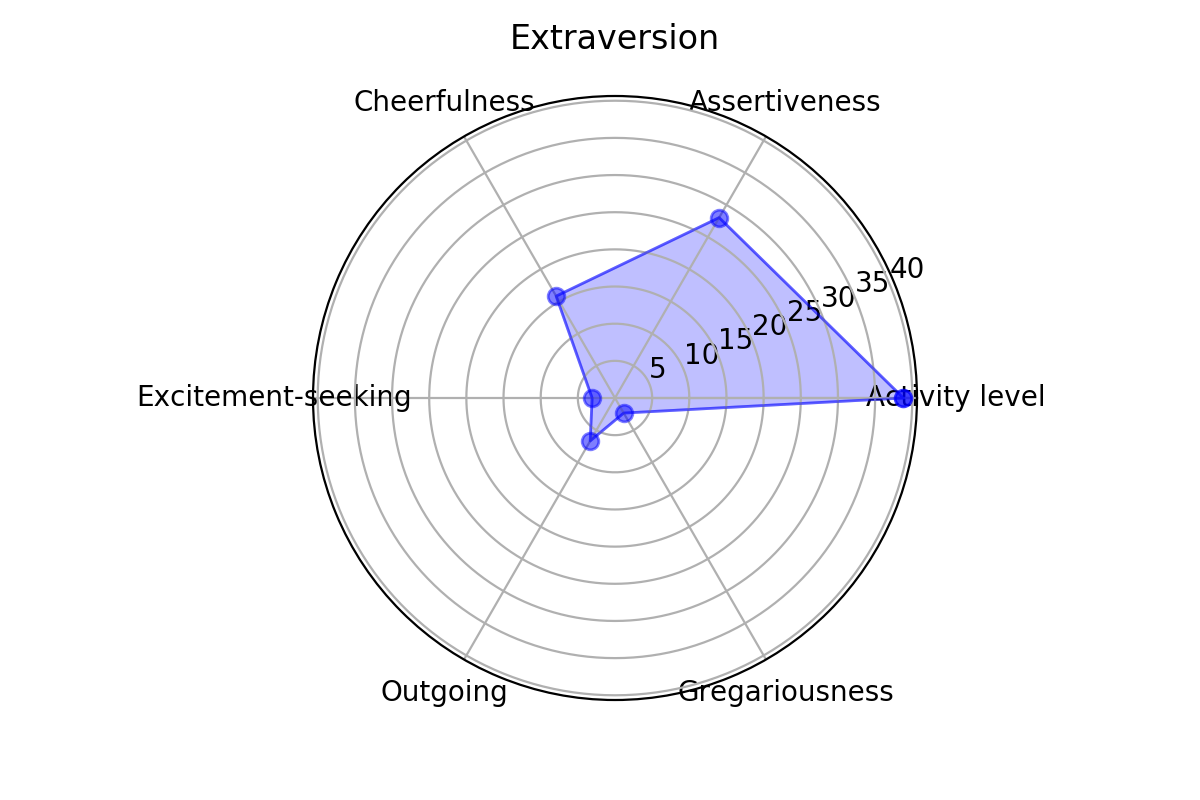 Extraversion
Cheerfulness
Assertiveness
40
35
30
25
20
15
10
5
Excitement-seeking
Activity level
Outgoing
Gregariousness